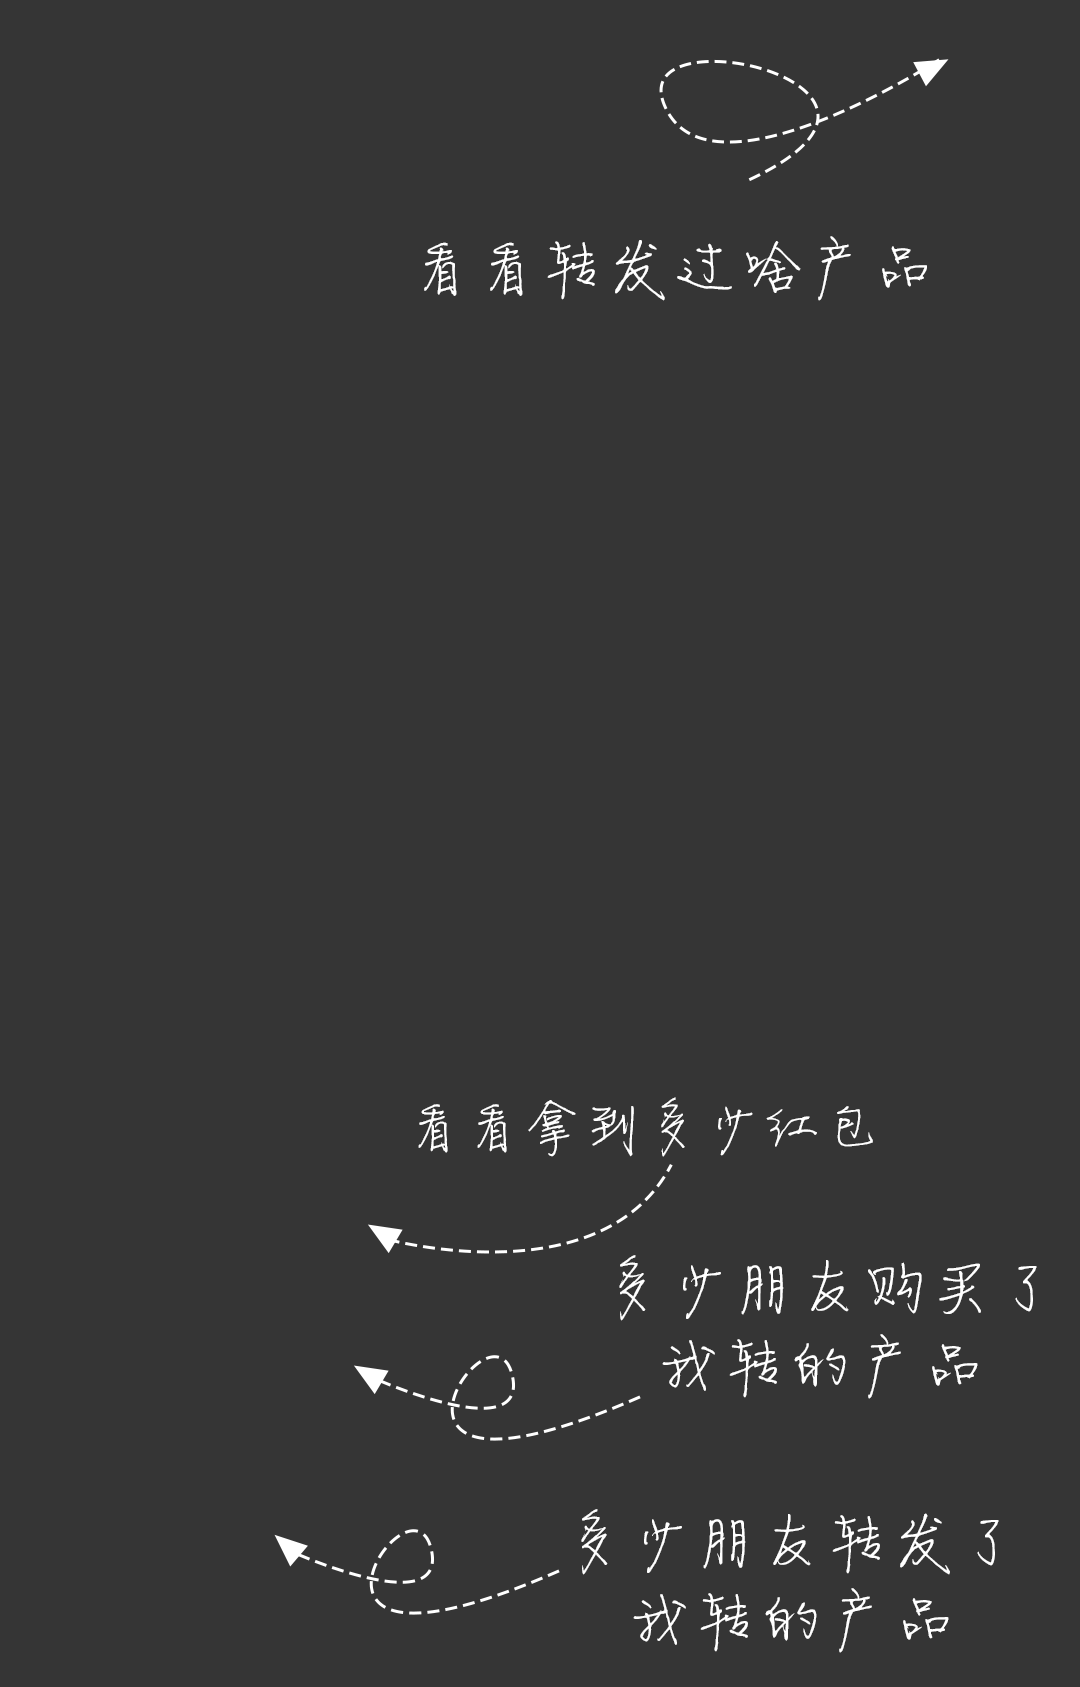 看看转发过啥产品
看看拿到多少红包
多少朋友购买了
我转的产品
多少朋友转发了
我转的产品